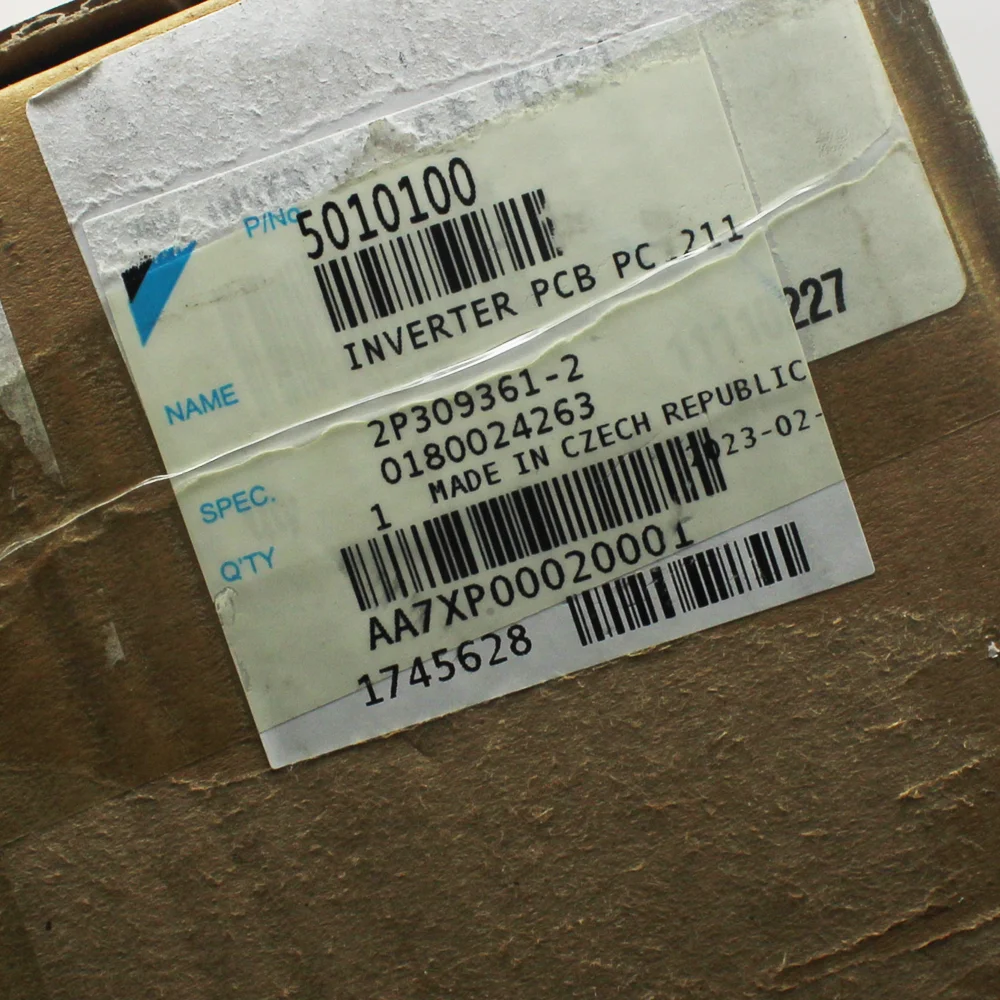 P/No
5010100
INVERTER PCB PC 211
227
NAME
2P309361-2
0180024263
MADE IN CZECH REPUBLIC
SPEC.
1
023-02-
Q'TY
AA7XP00020001
1745628